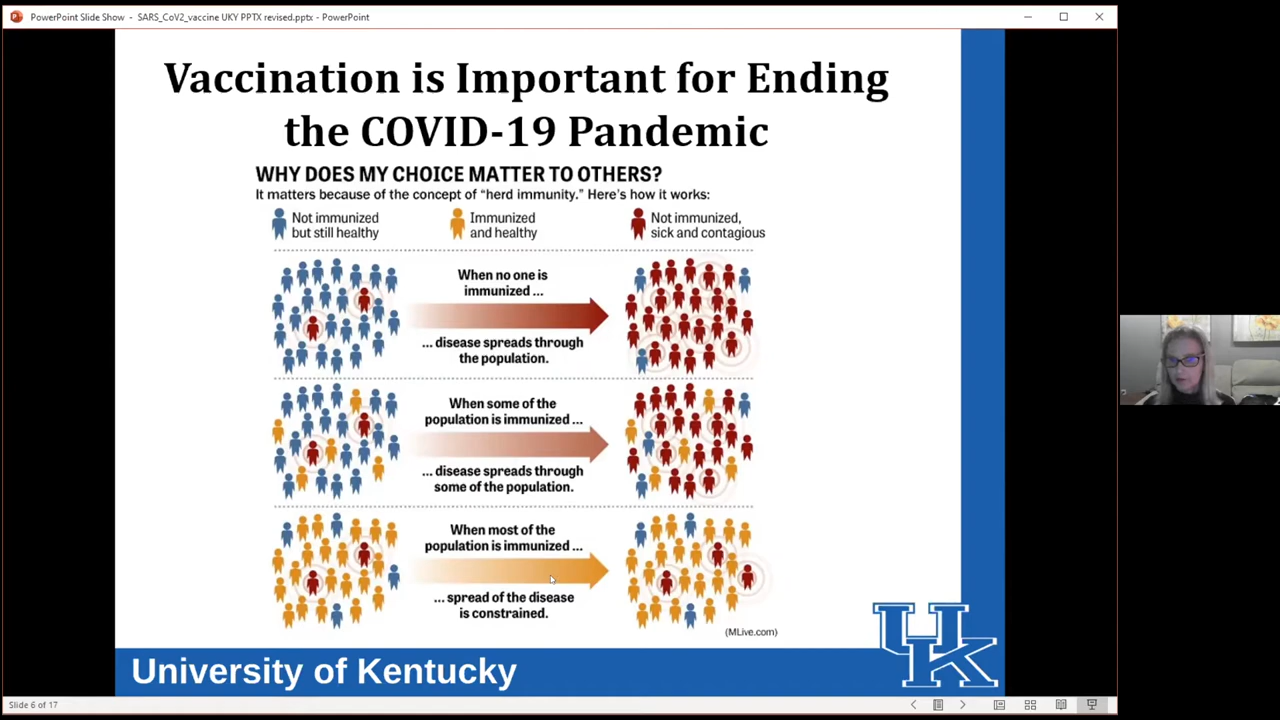 PowerPoint Slide Show - SARS_CoV2_vaccine UKY PPTX revised.pptx - PowerPoint
Vaccination is Important for Ending
the COVID-19 Pandemic
WHY DOES MY CHOICE MATTER TO OTHERS?
It matters because of the concept of “herd immunity.” Here’s how it works:
Not immunized
but still healthy
Immunized
and healthy
Not immunized,
sick and contagious
When no one is
immunized ...
... disease spreads through
the population.
When some of the
population is immunized ...
... disease spreads through
some of the population.
When most of the
population is immunized ...
... spread of the disease
is constrained.
(MLive.com)
UK
University of Kentucky
Slide 6 of 17